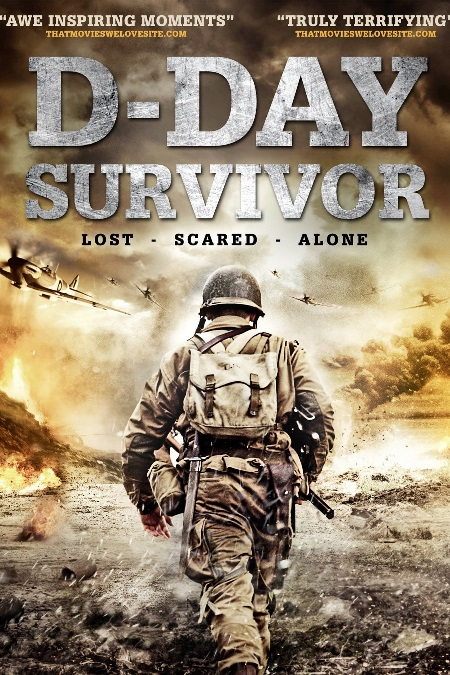 "AWE INSPIRING MOMENTS"
THATMOVIESWELOVESITE.COM
"TRULY TERRIFYING"
THATMOVIESWELOVESITE.COM
D-DAY
SURVIVOR
LOST - SCARED - ALONE